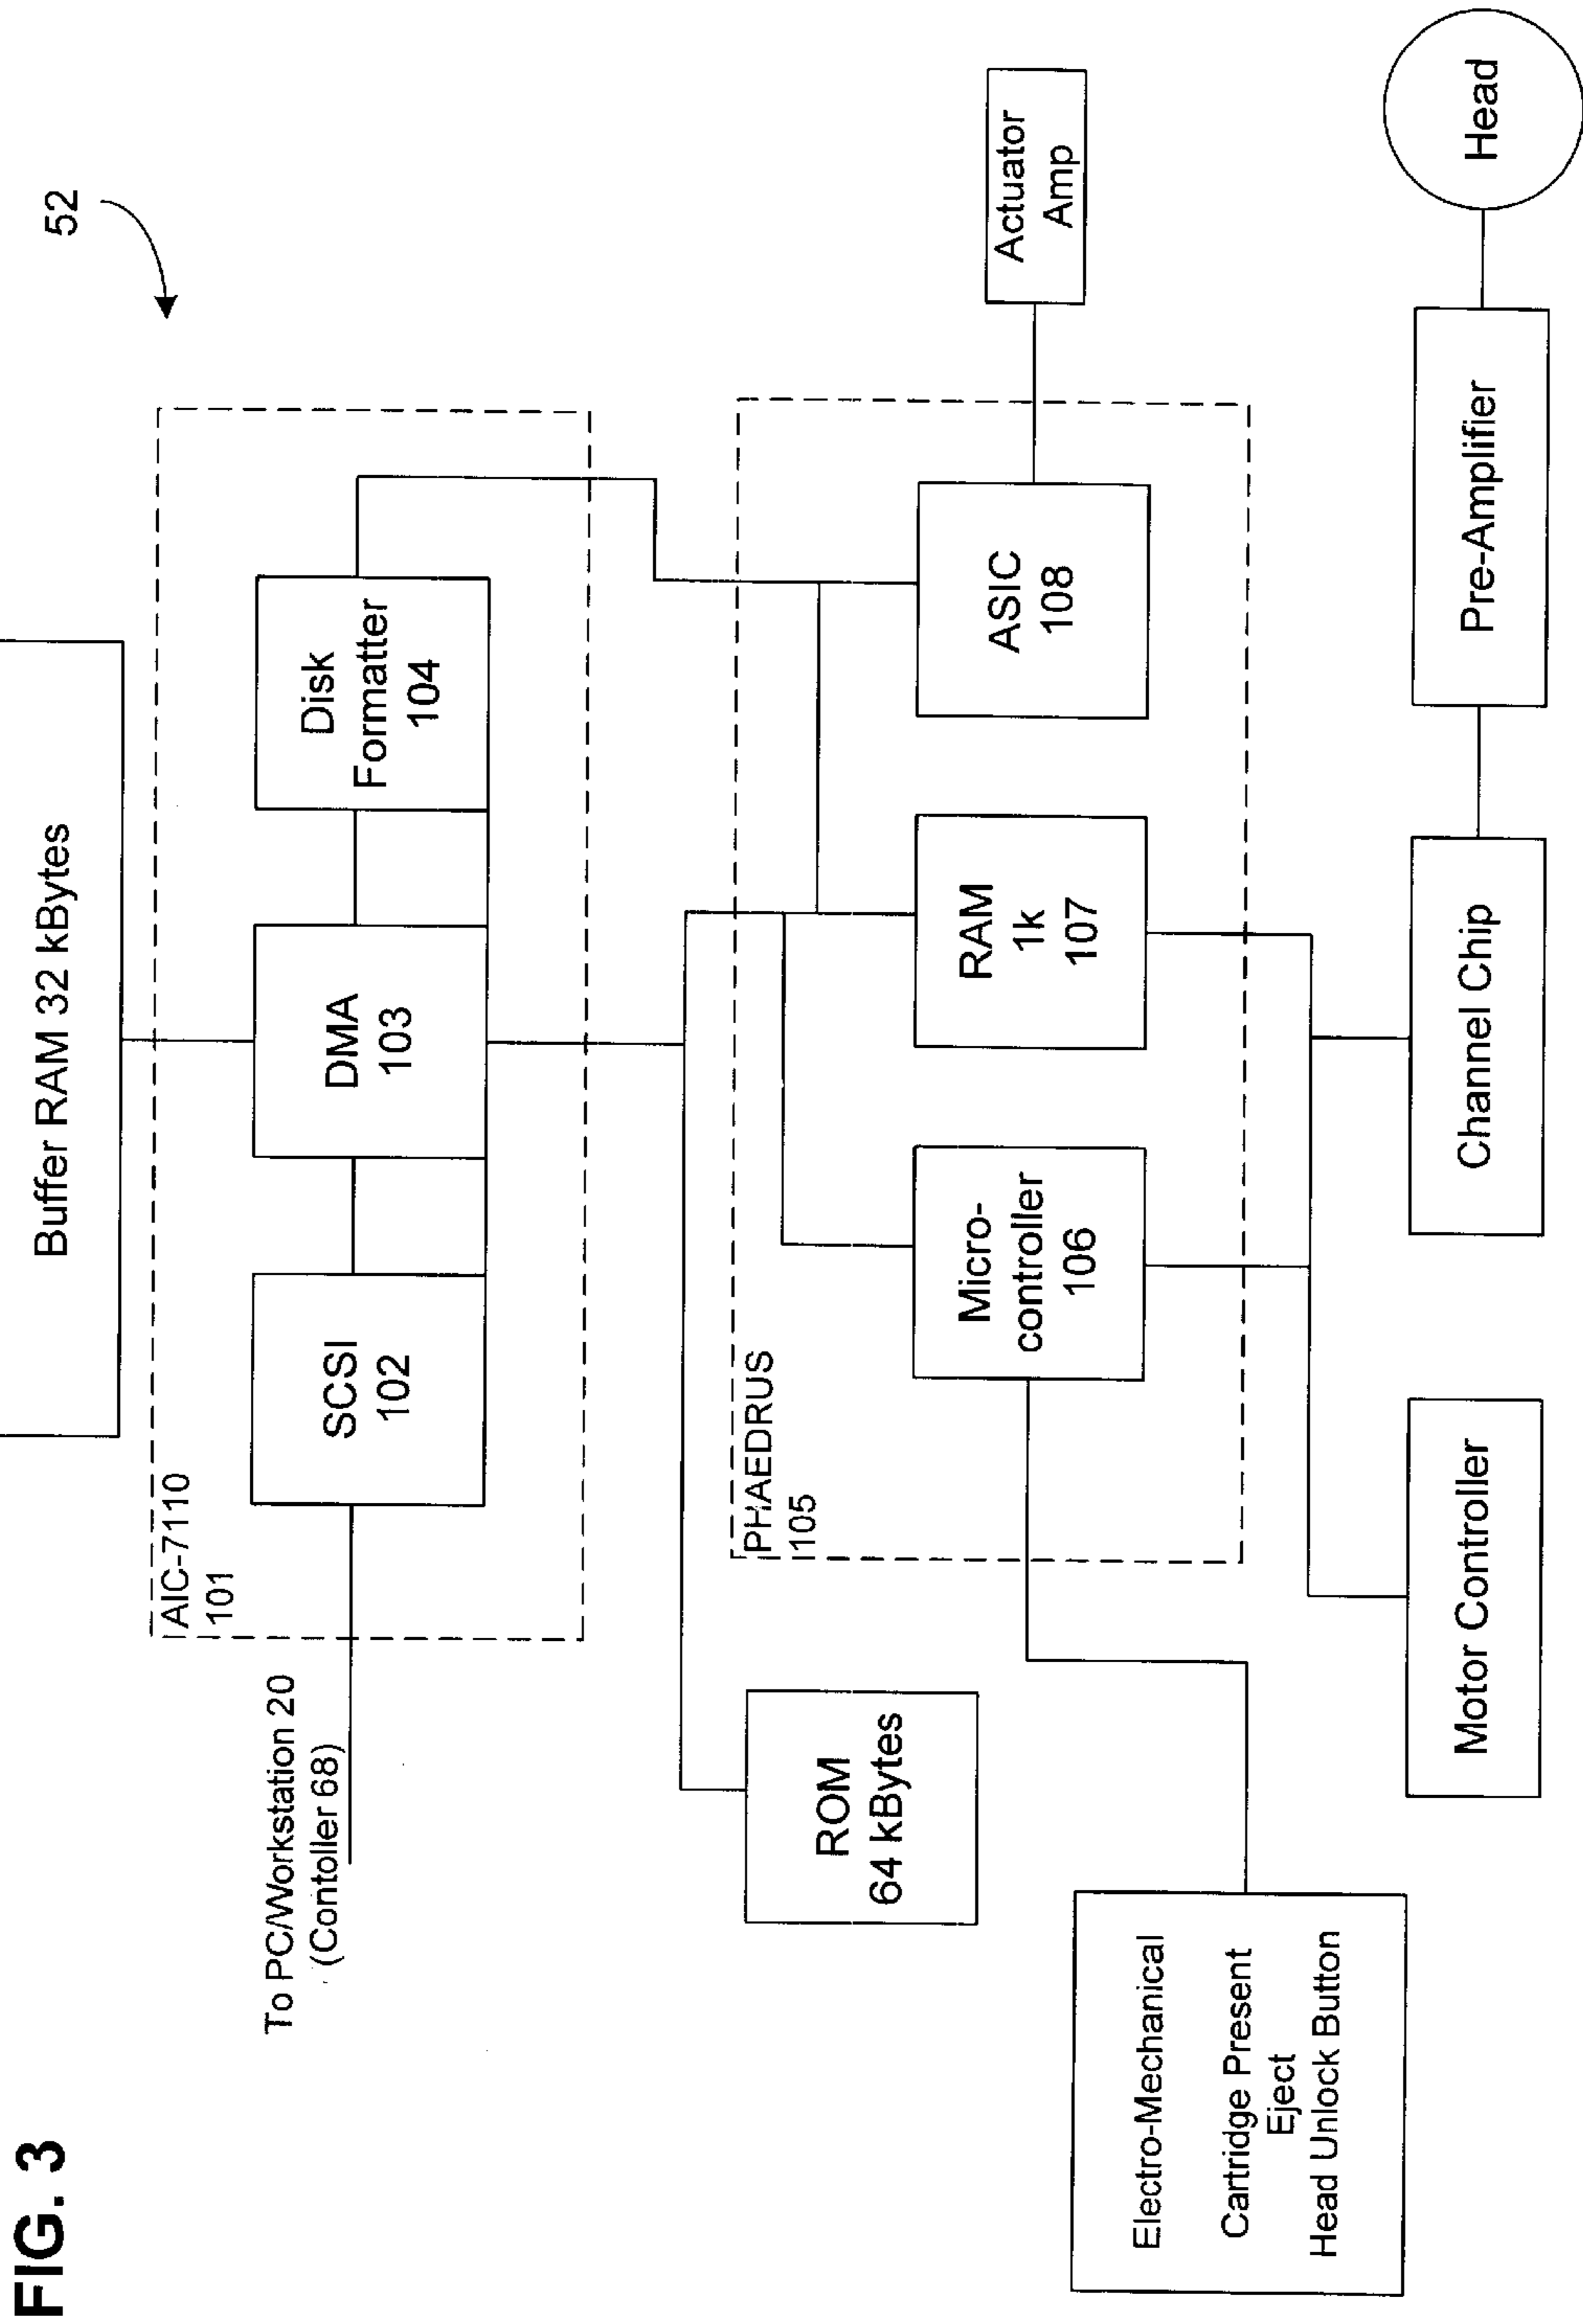 FIG. 3
52
Buffer RAM 32 kBytes
AIC-7110
101
To PC/Workstation 20
(Contoller 68)
SCSI
102
DMA
103
Disk
Formatter
104
ROM
64 kBytes
PHAEDRUS
105
Micro-
controller
106
RAM
1k
107
ASIC
108
Actuator
Amp
Electro-Mechanical
Cartridge Present
Eject
Head Unlock Button
Motor Controller
Channel Chip
Pre-Amplifier
Head